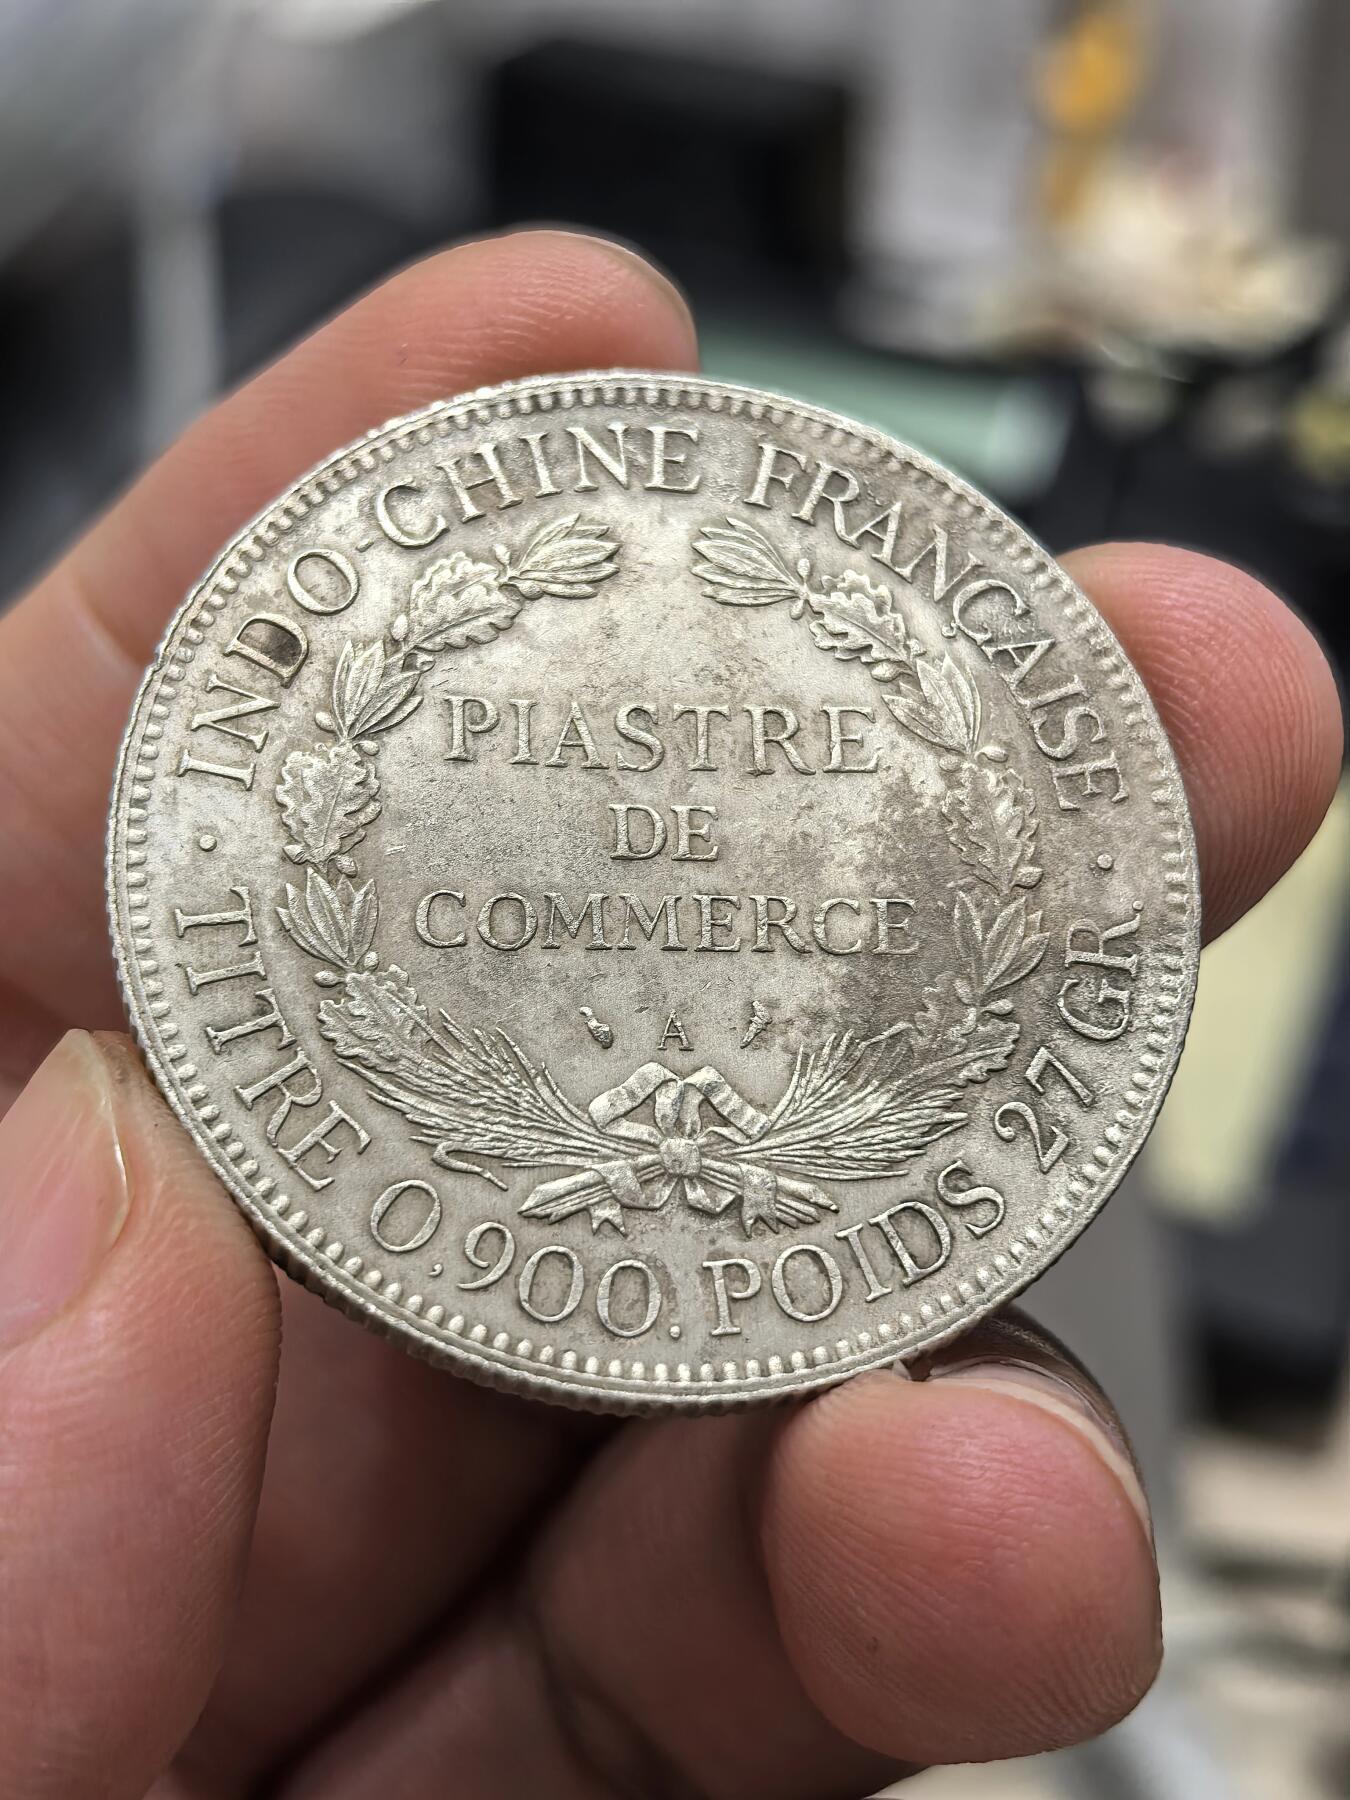 · INDO-CHINE FRANÇAISE ·
PIASTRE
DE
COMMERCE
A
TITRE 0,900. POIDS 27 GR.